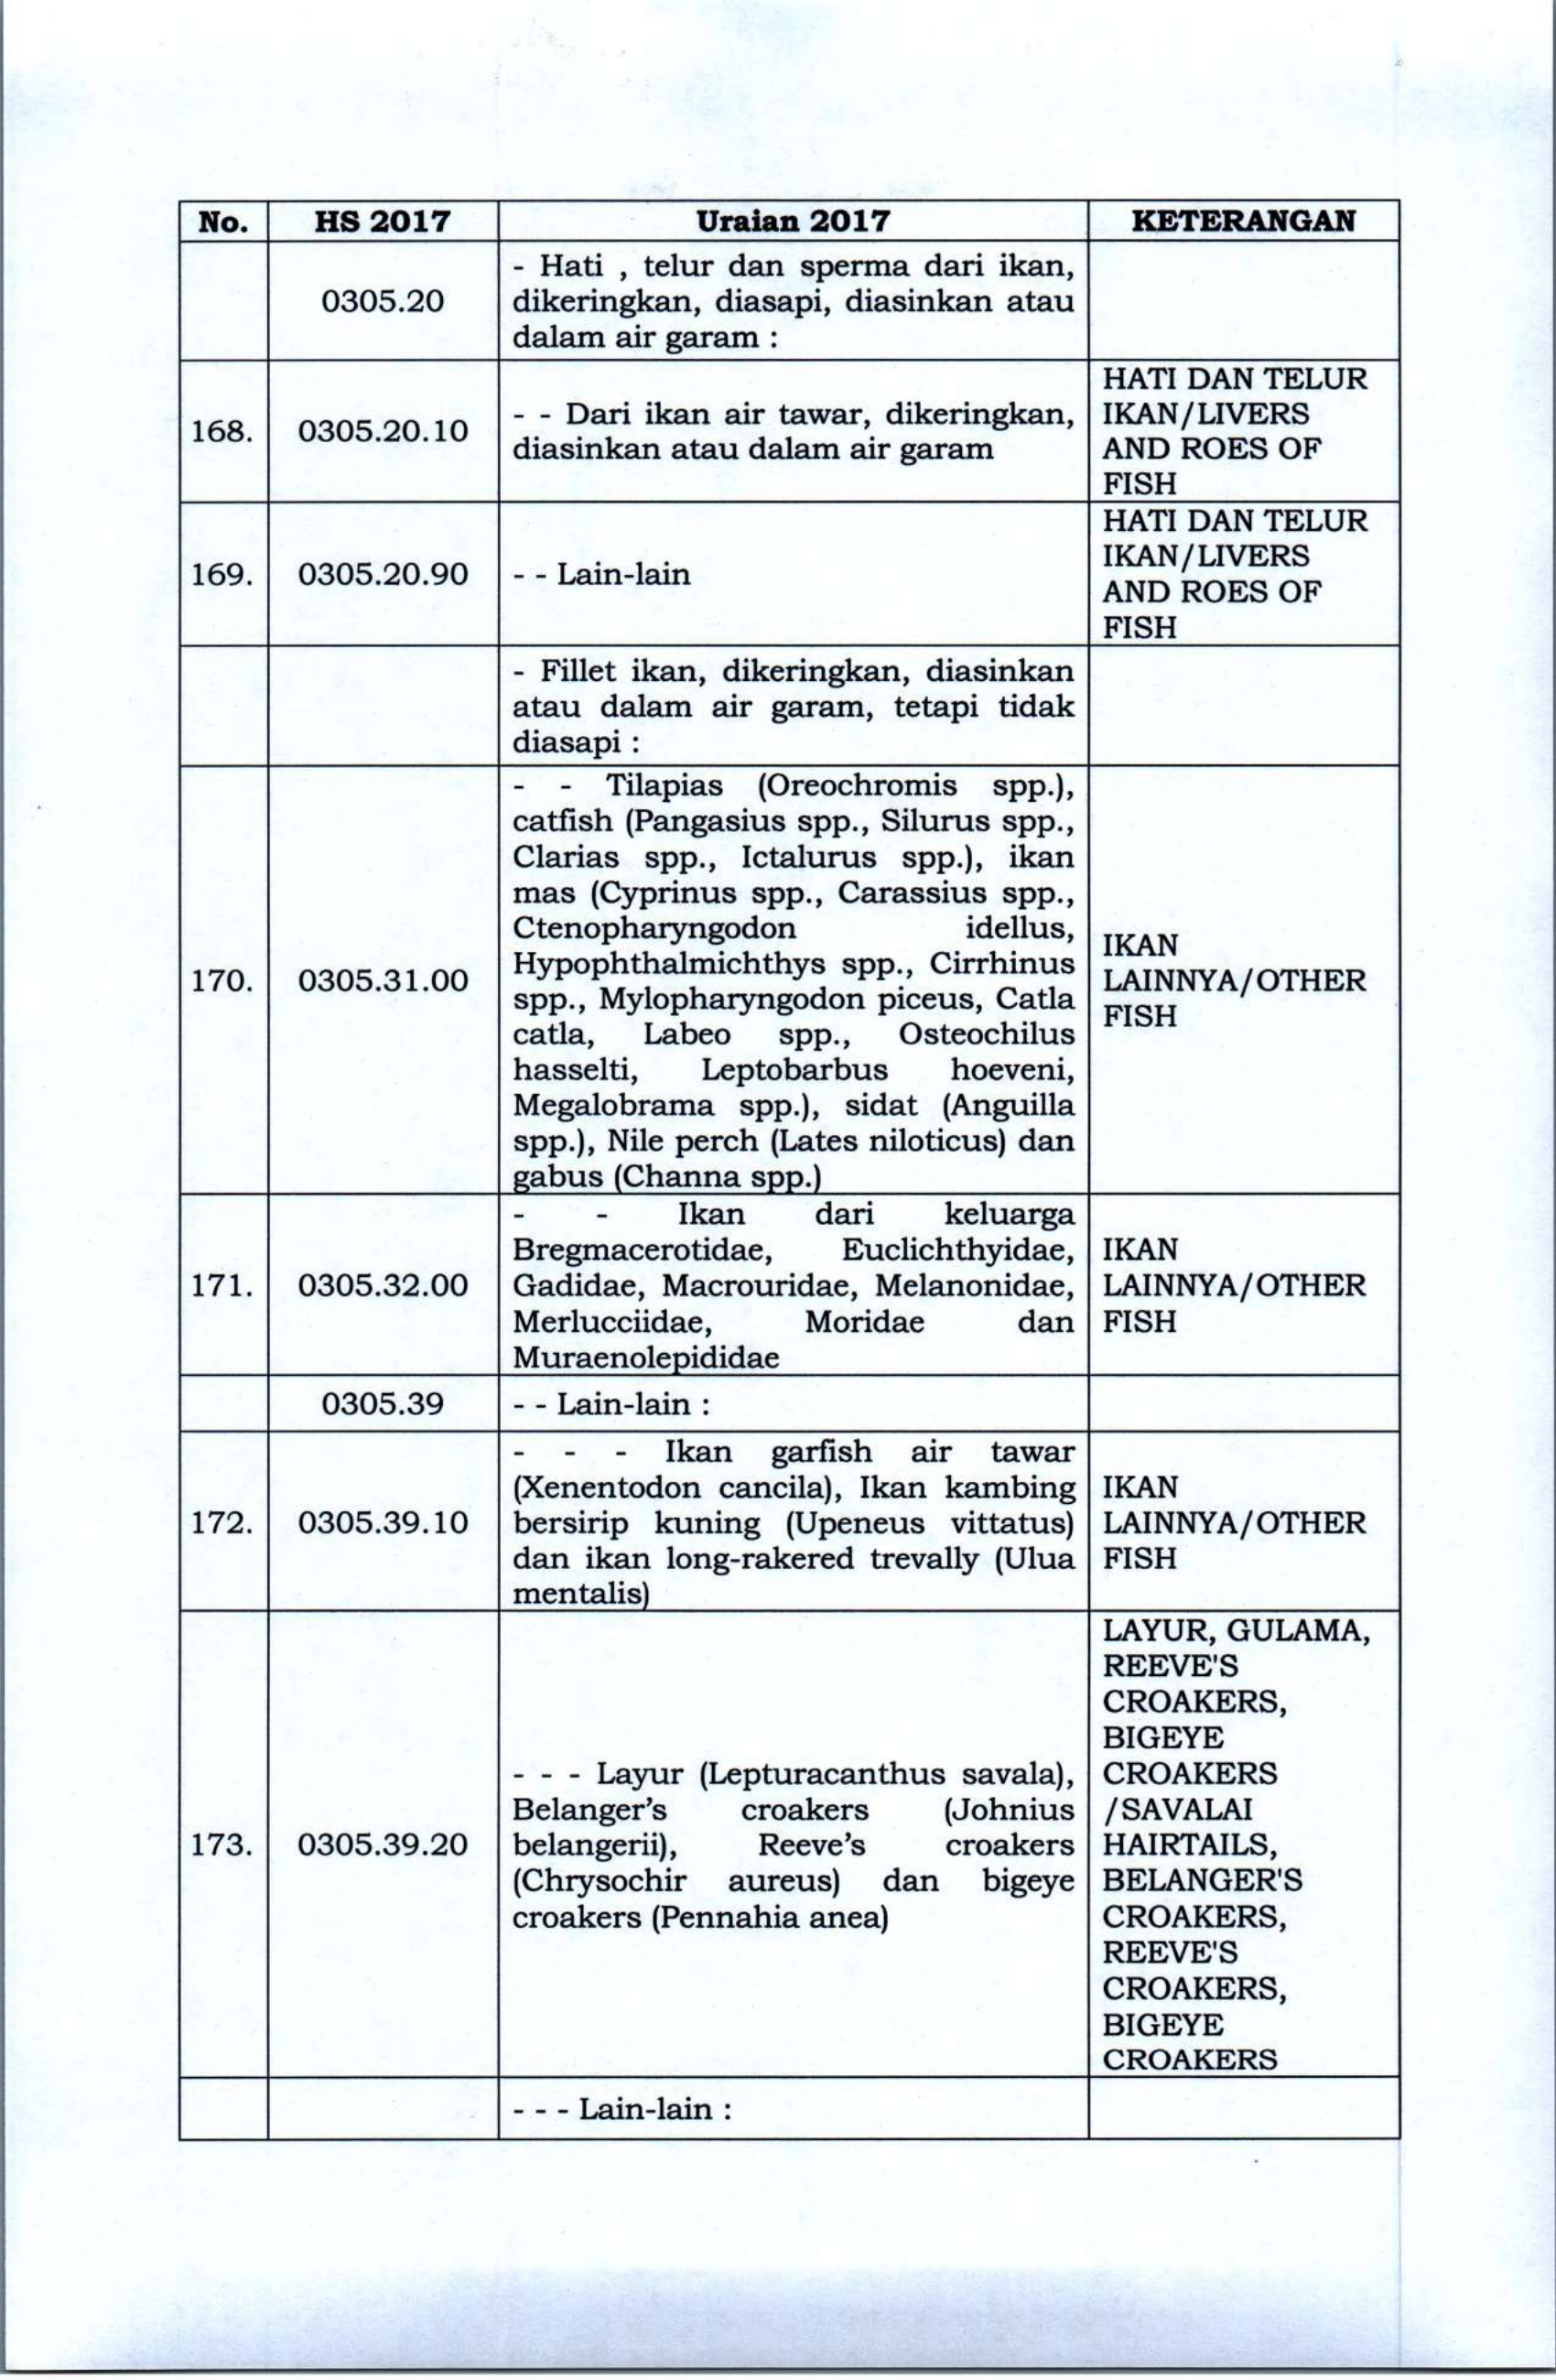 No. HS 2017 Uraian 2017 KETERANGAN
0305.20
- Hati , telur dan sperma dari ikan,
dikeringkan, diasapi, diasinkan atau
dalam air garam :
168. 0305.20.10
- - Dari ikan air tawar, dikeringkan,
diasinkan atau dalam air garam
HATI DAN TELUR
IKAN/LIVERS
AND ROES OF
FISH
169. 0305.20.90
- - Lain-lain
HATI DAN TELUR
IKAN/LIVERS
AND ROES OF
FISH
- Fillet ikan, dikeringkan, diasinkan
atau dalam air garam, tetapi tidak
diasapi :
170. 0305.31.00
- - Tilapias (Oreochromis spp.),
catfish (Pangasius spp., Silurus spp.,
Clarias spp., Ictalurus spp.), ikan
mas (Cyprinus spp., Carassius spp.,
Ctenopharyngodon idellus,
Hypophthalmichthys spp., Cirrhinus
spp., Mylopharyngodon piceus, Catla
catla, Labeo spp., Osteochilus
hasselti, Leptobarbus hoeveni,
Megalobrama spp.), sidat (Anguilla
spp.), Nile perch (Lates niloticus) dan
gabus (Channa spp.)
IKAN
LAINNYA/OTHER
FISH
171. 0305.32.00
- - Ikan dari keluarga
Bregmacerotidae, Euclichthyidae,
Gadidae, Macrouridae, Melanonidae,
Merlucciidae, Moridae dan
Muraenolepididae
IKAN
LAINNYA/OTHER
FISH
0305.39
- - Lain-lain :
172. 0305.39.10
- - - Ikan garfish air tawar
(Xenentodon cancila), Ikan kambing
bersirip kuning (Upeneus vittatus)
dan ikan long-rakered trevally (Ulua
mentalis)
IKAN
LAINNYA/OTHER
FISH
173. 0305.39.20
- - - Layur (Lepturacanthus savala),
Belanger’s croakers (Johnius
belangerii), Reeve’s croakers
(Chrysochir aureus) dan bigeye
croakers (Pennahia anea)
LAYUR, GULAMA,
REEVE'S
CROAKERS,
BIGEYE
CROAKERS
/SAVALAI
HAIRTAILS,
BELANGER'S
CROAKERS,
REEVE'S
CROAKERS,
BIGEYE
CROAKERS
- - - Lain-lain :